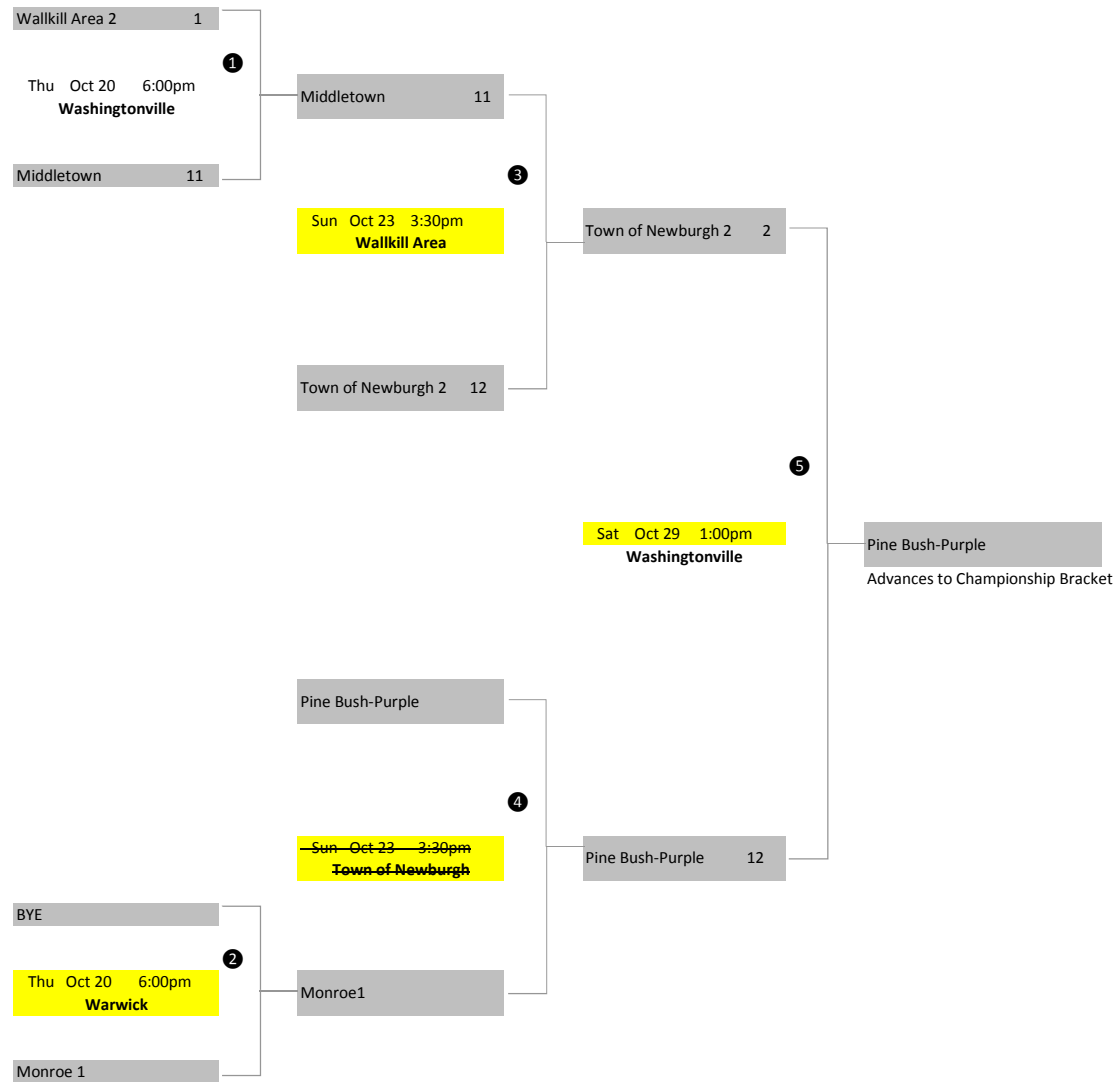 Wallkill Area 2 1
❶
Thu Oct 20 6:00pm
Washingtonville
Middletown 11
Middletown 11
❸
Sun Oct 23 3:30pm
Wallkill Area
Town of Newburgh 2 2
Town of Newburgh 2 12
❺
Sat Oct 29 1:00pm
Washingtonville
Pine Bush-Purple
Advances to Championship Bracket
Pine Bush-Purple
❹
Sun Oct 23 3:30pm
Town of Newburgh
Pine Bush-Purple 12
BYE
❷
Thu Oct 20 6:00pm
Warwick
Monroe1
Monroe 1